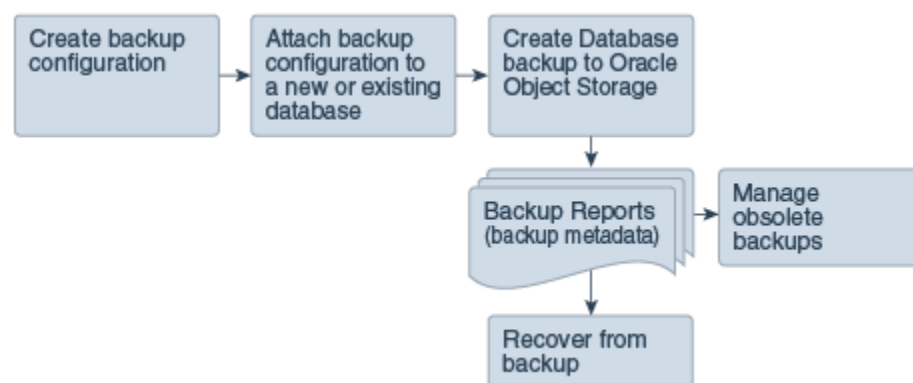 Create backup
configuration
Attach backup
configuration to
a new or existing
database
Create Database
backup to Oracle
Object Storage
Backup Reports
(backup metadata)
Manage
obsolete
backups
Recover from
backup